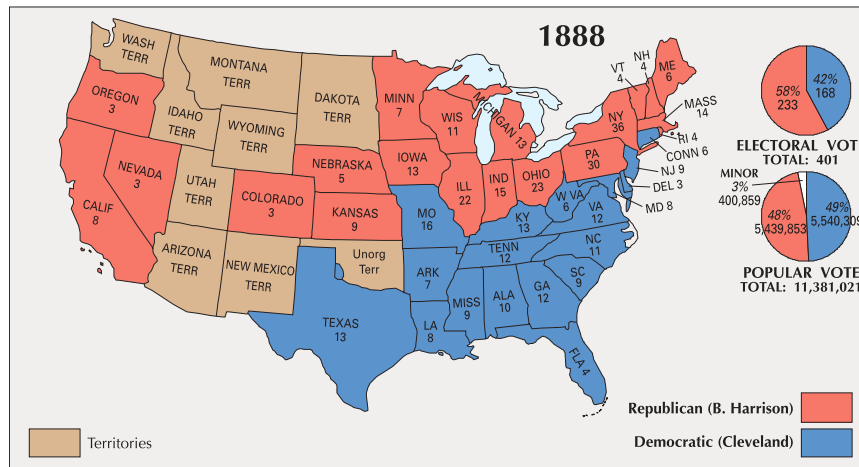 1888
WASH
TERR
MONTANA
TERR
DAKOTA
TERR
MINN
7
OREGON
3
IDAHO
TERR
WYOMING
TERR
WIS
11
MICHIGAN 13
NEBRASKA
5
IOWA
13
NEVADA
3
UTAH
TERR
COLORADO
3
KANSAS
9
CALIF
8
ARIZONA
TERR
NEW MEXICO
TERR
Unorg
Terr
TEXAS
13
MO
16
ARK
7
LA
8
ILL
22
IND
15
OHIO
23
KY
13
TENN
12
MISS
9
ALA
10
GA
12
FLA 4
SC
9
NC
11
VA
12
W VA
6
PA
30
NY
36
VT
4
NH
4
ME
6
MASS
14
RI 4
CONN 6
NJ 9
DEL 3
MD 8
58%
233
42%
168
ELECTORAL VOT
TOTAL: 401
MINOR
3%
400,859
48%
5,439,853
49%
5,540,309
POPULAR VOTE
TOTAL: 11,381,021
Republican (B. Harrison)
Democratic (Cleveland)
Territories